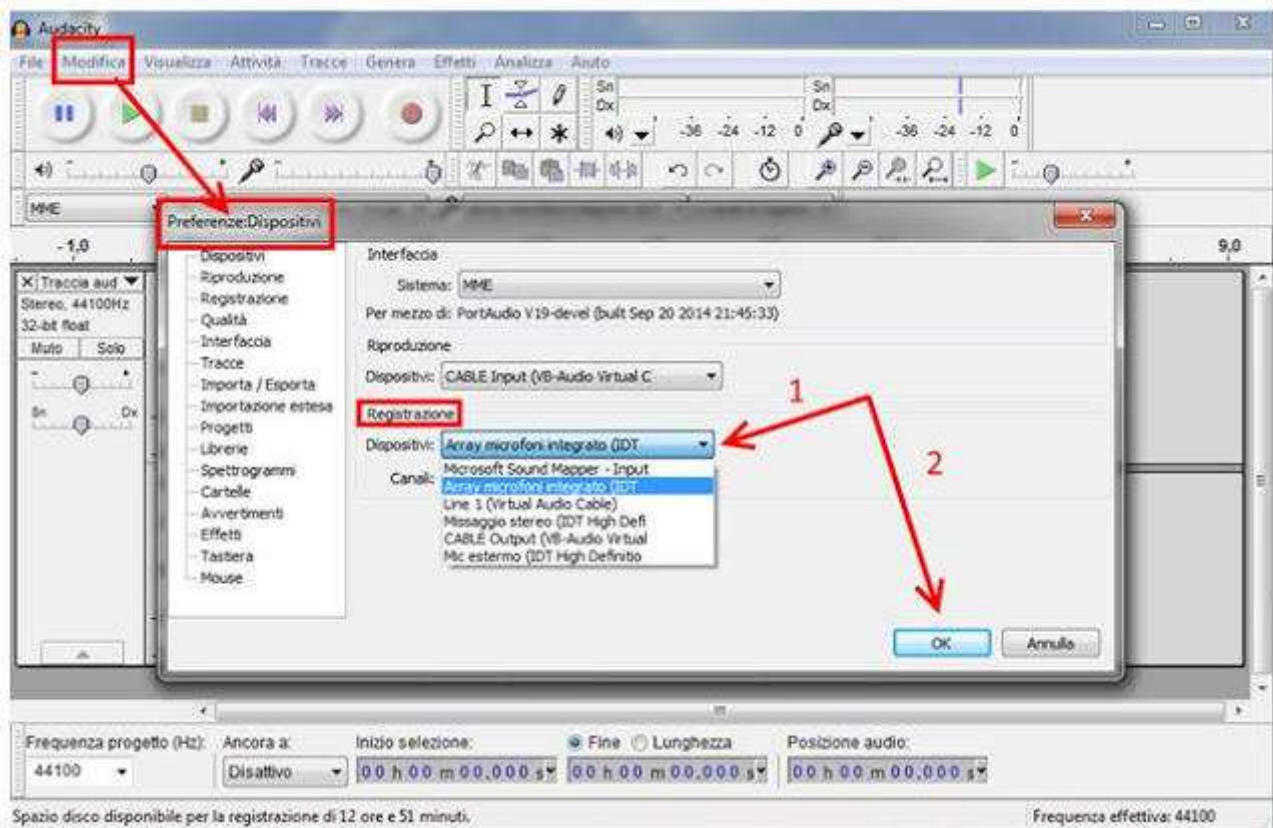 Audacity
File Modifica Visualizza Attività Tracce Genera Effetti Analizza Aiuto
Sn
Dx
-36 -24 -12 0
Sn
Dx
-36 -24 -12 0
MME
Preferenze:Dispositivi
-1,0
9,0
Traccia aud
Stereo, 44100Hz
32-bit float
Muto Solo
Sn Dx
Dispositivi
Riproduzione
Registrazione
Qualità
Interfaccia
Tracce
Importa / Esporta
Importazione estesa
Progetti
Librerie
Spettrogrammi
Cartelle
Avvertimenti
Effetti
Tastiera
Mouse
Interfaccia
Sistema: MME
Per mezzo di: PortAudio V19-devel (built Sep 20 2014 21:45:33)
Riproduzione
Dispositivi: CABLE Input (VB-Audio Virtual C
Registrazione
Dispositivi: Array microfoni integrato (IDT
Canali:
Microsoft Sound Mapper - Input
Array microfoni integrato (IDT
Line 1 (Virtual Audio Cable)
Missaggio stereo (IDT High Defi
CABLE Output (VB-Audio Virtual
Mic estermo (IDT High Definitio
1
2
OK Annulla
Frequenza progetto (Hz): Ancora a: Inizio selezione: Fine Lunghezza Posizione audio:
44100 Disattivo 00 h 00 m 00,000 s 00 h 00 m 00,000 s 00 h 00 m 00,000 s
Spazio disco disponibile per la registrazione di 12 ore e 51 minuti. Frequenza effettiva: 44100